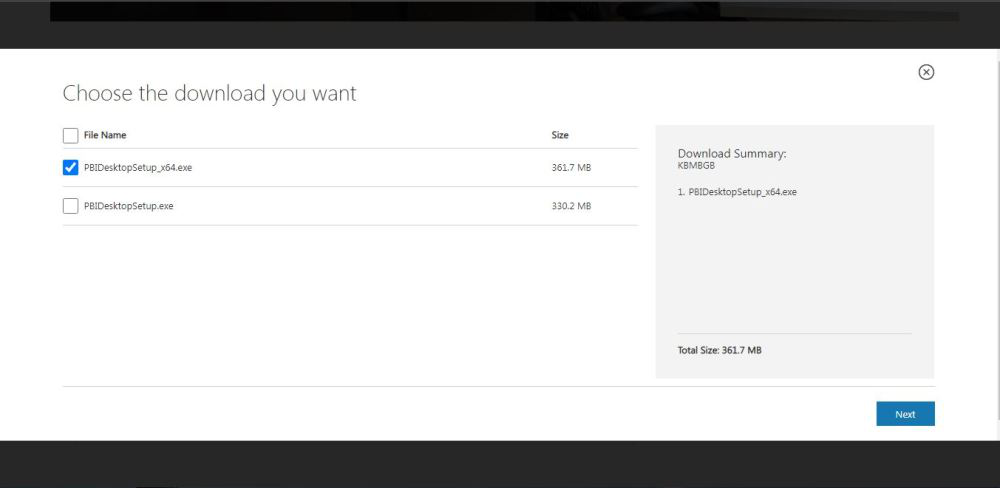 Choose the download you want
File Name Size
PBIDesktopSetup_x64.exe 361.7 MB
PBIDesktopSetup.exe 330.2 MB
Download Summary:
KBMBGB
1. PBIDesktopSetup_x64.exe
Total Size: 361.7 MB
Next